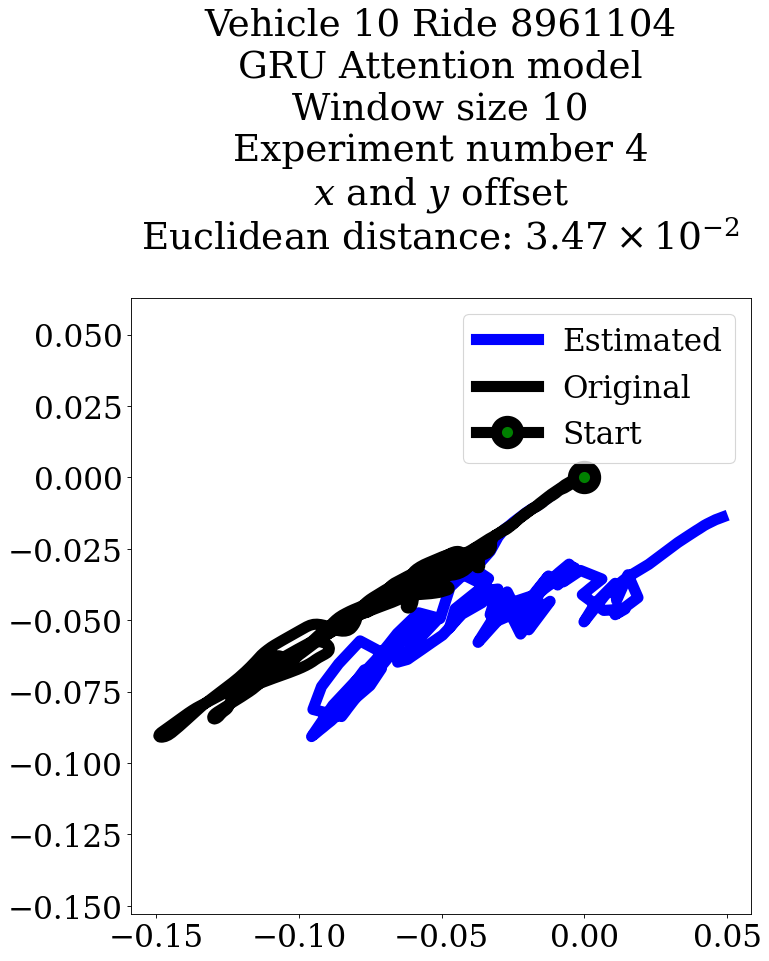 Vehicle 10 Ride 8961104
GRU Attention model
Window size 10
Experiment number 4
x and y offset
Euclidean distance: 3.47 × 10⁻²
Estimated
Original
Start
0.050
0.025
0.000
−0.025
−0.050
−0.075
−0.100
−0.125
−0.150
−0.15 −0.10 −0.05 0.00 0.05